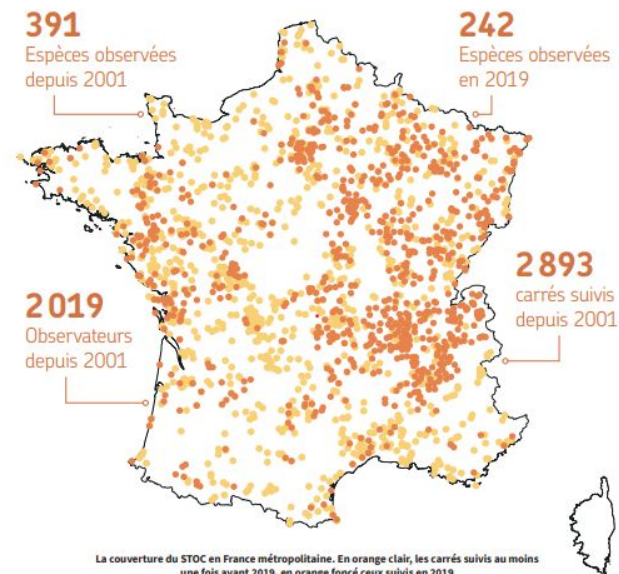 391
Espèces observées
depuis 2001
242
Espèces observées
en 2019
2 019
Observateurs
depuis 2001
2 893
carrés suivis
depuis 2001
La couverture du STOC en France métropolitaine. En orange clair, les carrés suivis au moins
une fois avant 2019, en orange foncé ceux suivis en 2019